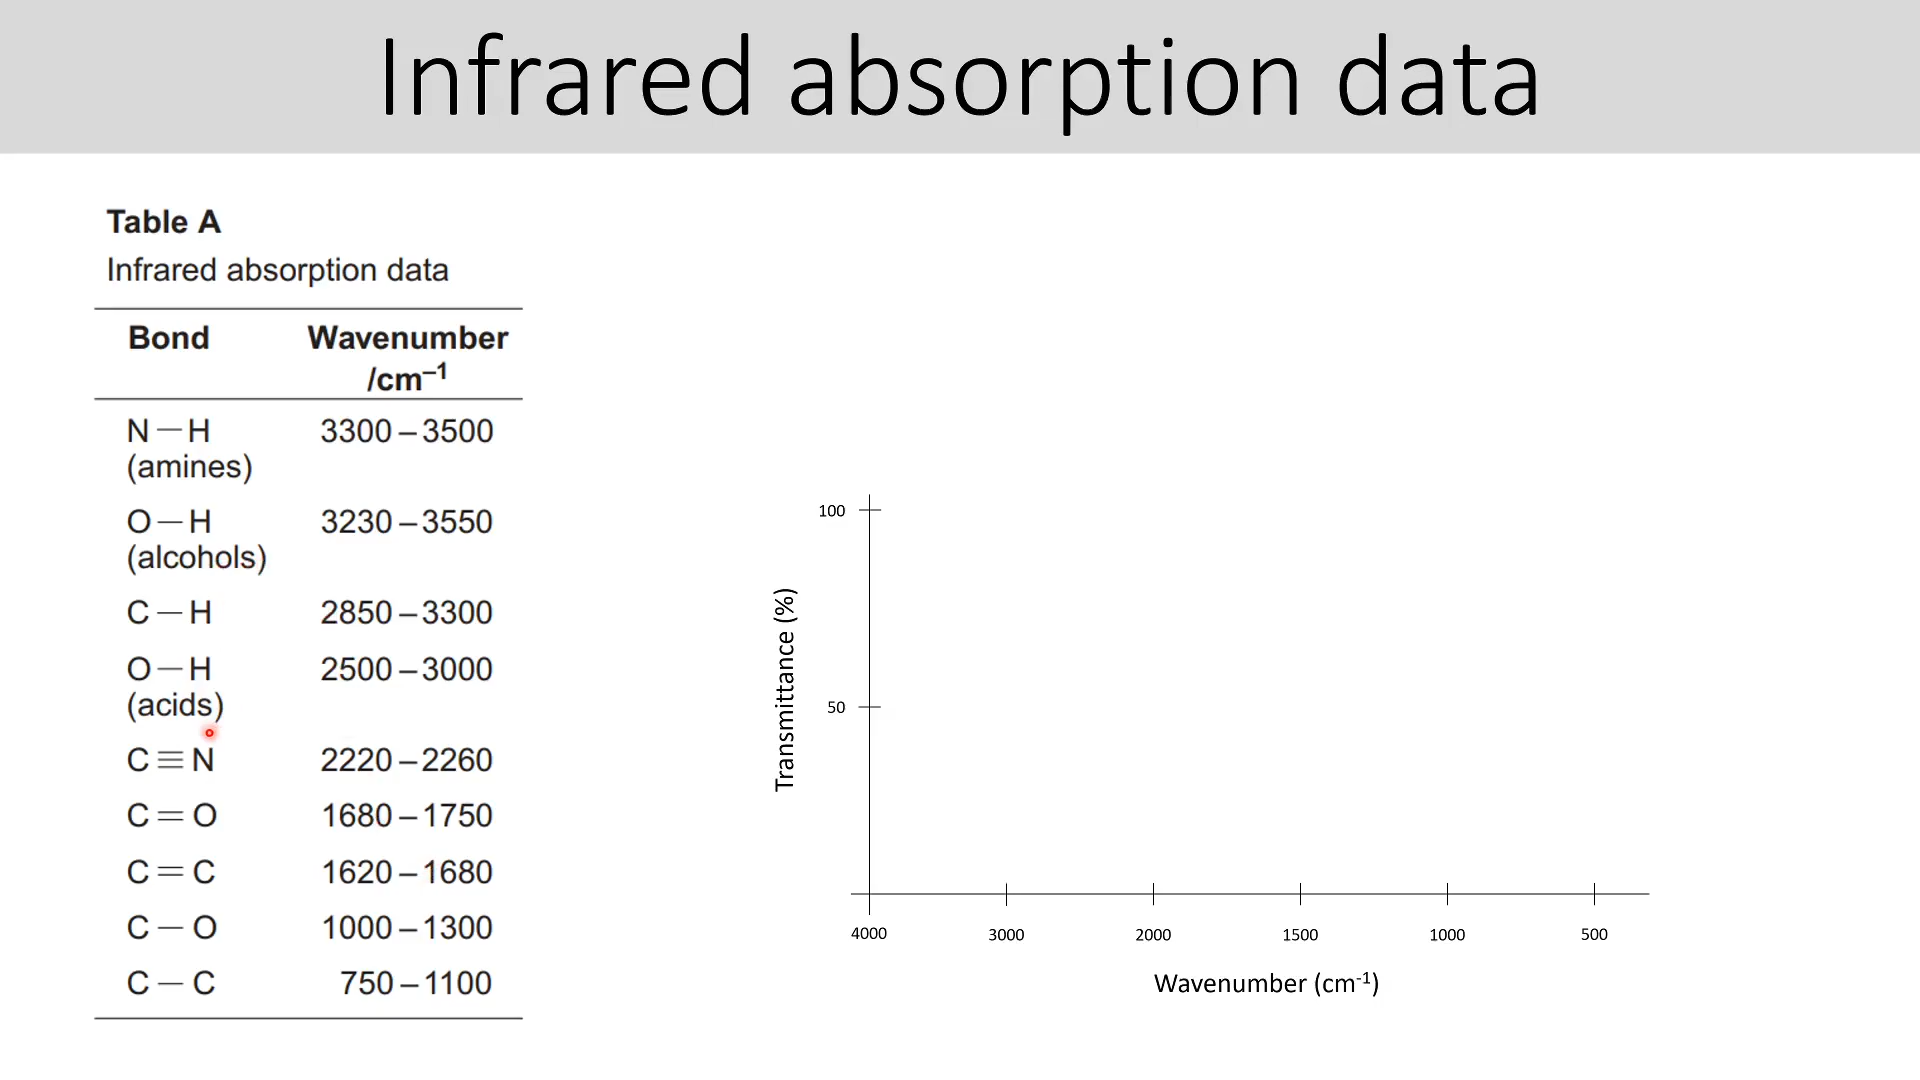 Infrared absorption data
Table A
Infrared absorption data
Bond Wavenumber
/cm–1
N — H 3300 – 3500
(amines)
O — H 3230 – 3550
(alcohols)
C — H 2850 – 3300
O — H 2500 – 3000
(acids)
C ≡ N 2220 – 2260
C = O 1680 – 1750
C = C 1620 – 1680
C — O 1000 – 1300
C — C 750 – 1100
100
Transmittance (%)
50
4000 3000 2000 1500 1000 500
Wavenumber (cm-1)